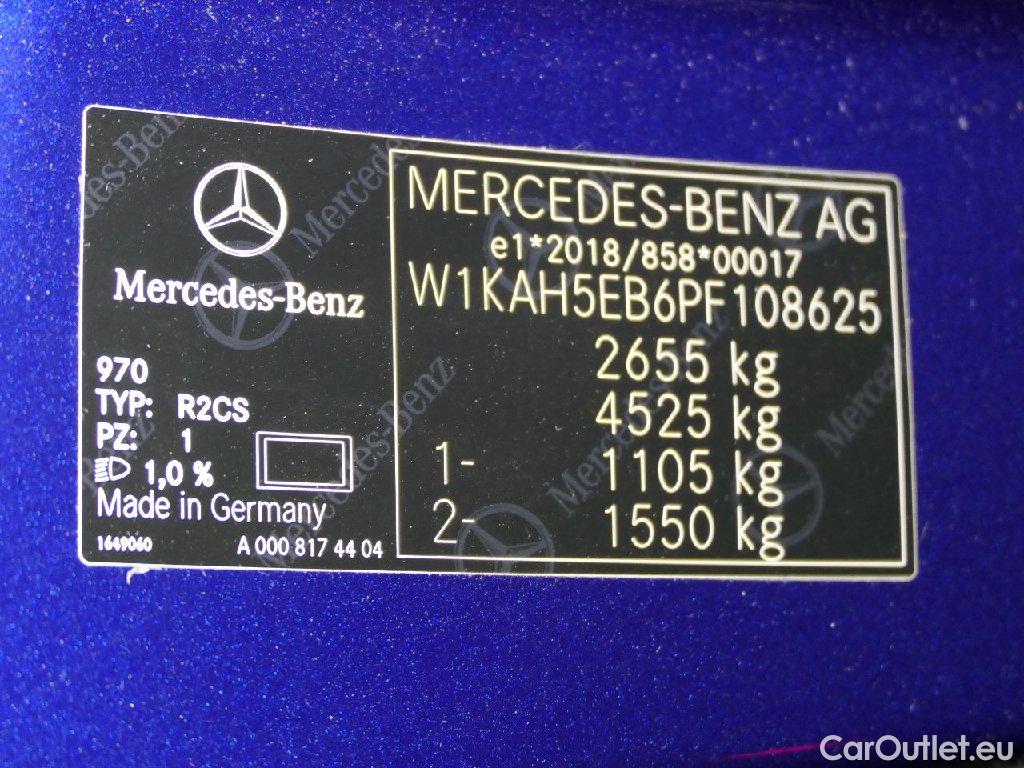 Mercedes-Benz
970
TYP: R2CS
PZ: 1
1,0 %
Made in Germany
1649060 A 000 817 44 04
MERCEDES-BENZ AG
e1*2018/858*00017
W1KAH5EB6PF108625
2655 kg
4525 kg
1- 1105 kg
2- 1550 kg
CarOutlet.eu